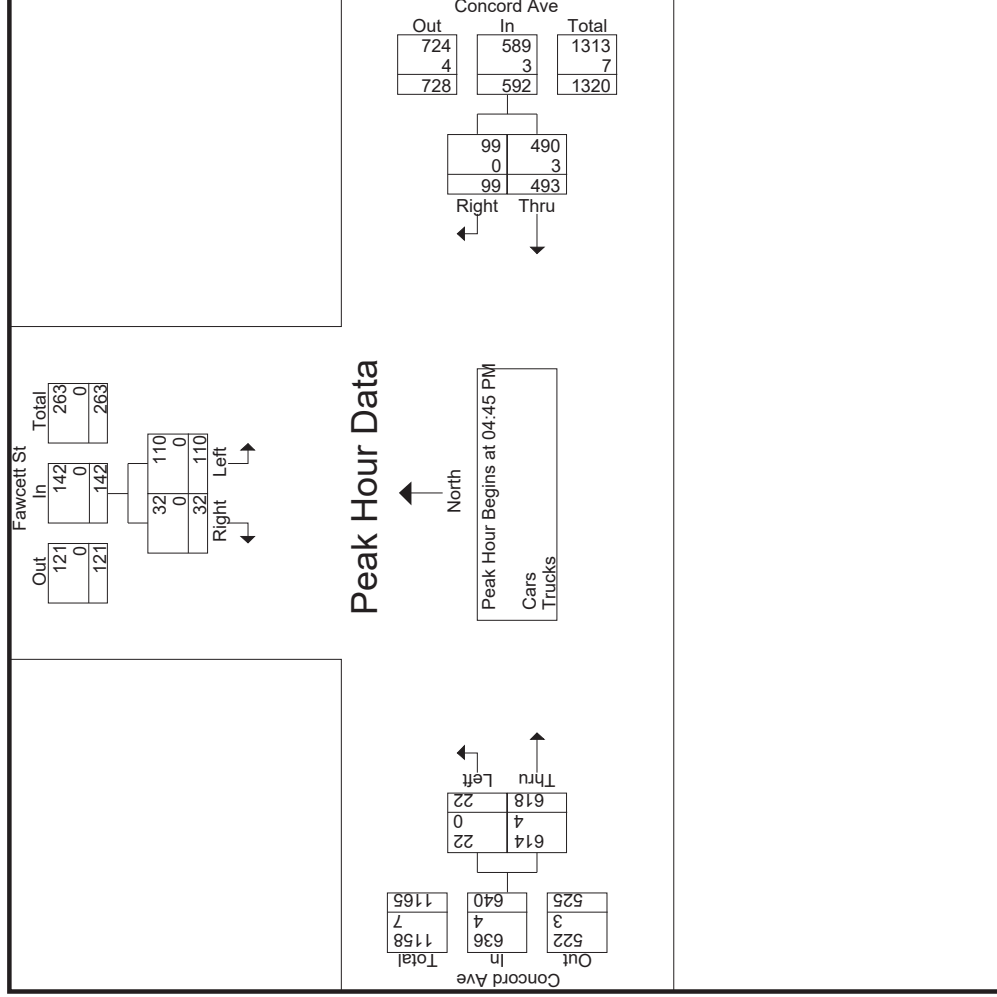 Concord Ave
Out In Total
724 589 1313
4 3 7
728 592 1320
99 490
0 3
99 493
Right Thru
Fawcett St
Out In Total
121 142 263
0 0 0
121 142 263
32 110
0 0
32 110
Right Left
Peak Hour Data
North
Peak Hour Begins at 04:45 PM
Cars
Trucks
Left Thru
22 618
0 4
22 614
1165 640 525
7 4 3
1158 636 522
Total In Out
Concord Ave